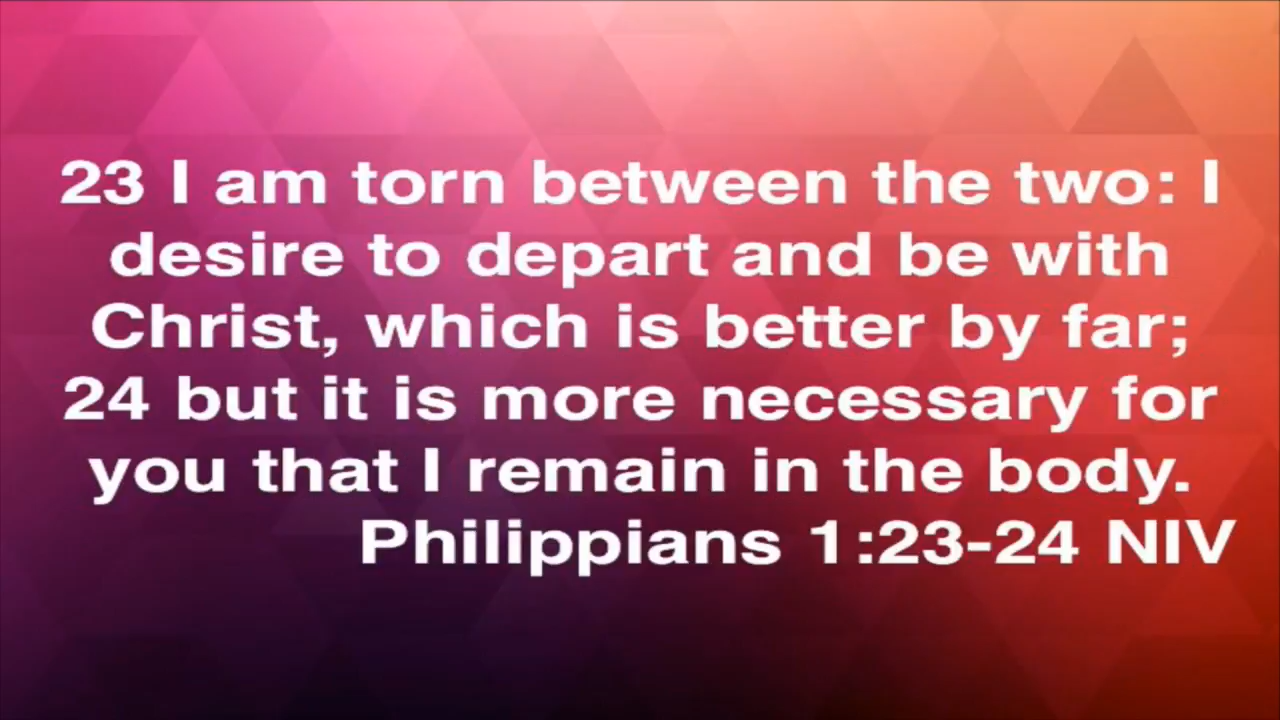 23 I am torn between the two: I
desire to depart and be with
Christ, which is better by far;
24 but it is more necessary for
you that I remain in the body.
Philippians 1:23-24 NIV